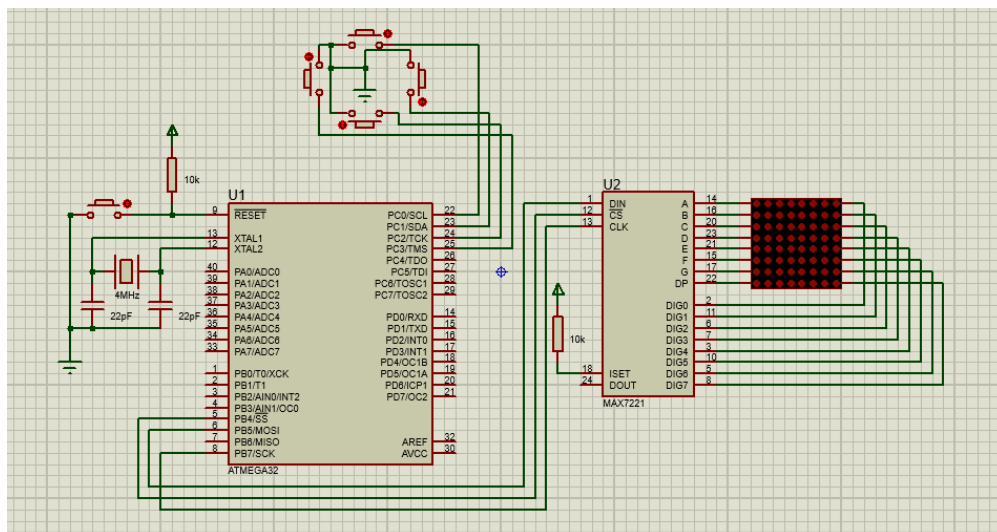 10k
4MHz
22pF
22pF
U1
9 RESET
13 XTAL1
12 XTAL2
40 PA0/ADC0
39 PA1/ADC1
38 PA2/ADC2
37 PA3/ADC3
36 PA4/ADC4
35 PA5/ADC5
34 PA6/ADC6
33 PA7/ADC7
1 PB0/T0/XCK
2 PB1/T1
3 PB2/AIN0/INT2
4 PB3/AIN1/OC0
5 PB4/SS
6 PB5/MOSI
7 PB6/MISO
8 PB7/SCK
PC0/SCL 22
PC1/SDA 23
PC2/TCK 24
PC3/TMS 25
PC4/TDO 26
PC5/TDI 27
PC6/TOSC1 28
PC7/TOSC2 29
PD0/RXD 14
PD1/TXD 15
PD2/INT0 16
PD3/INT1 17
PD4/OC1B 18
PD5/OC1A 19
PD6/ICP1 20
PD7/OC2 21
AREF 32
AVCC 30
ATMEGA32
10k
U2
1 DIN
12 CS
13 CLK
18 ISET
24 DOUT
A 14
B 16
C 20
D 23
E 21
F 15
G 17
DP 22
DIG0 2
DIG1 11
DIG2 6
DIG3 7
DIG4 3
DIG5 10
DIG6 5
DIG7 8
MAX7221